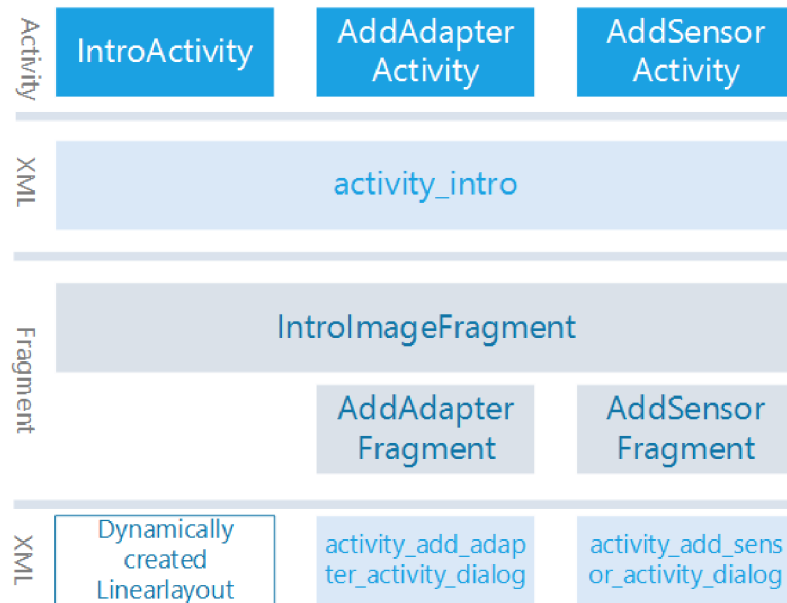 Activity
IntroActivity
AddAdapter
Activity
AddSensor
Activity
XML
activity_intro
Fragment
IntroImageFragment
AddAdapter
Fragment
AddSensor
Fragment
XML
Dynamically
created
Linearlayout
activity_add_adap
ter_activity_dialog
activity_add_sens
or_activity_dialog